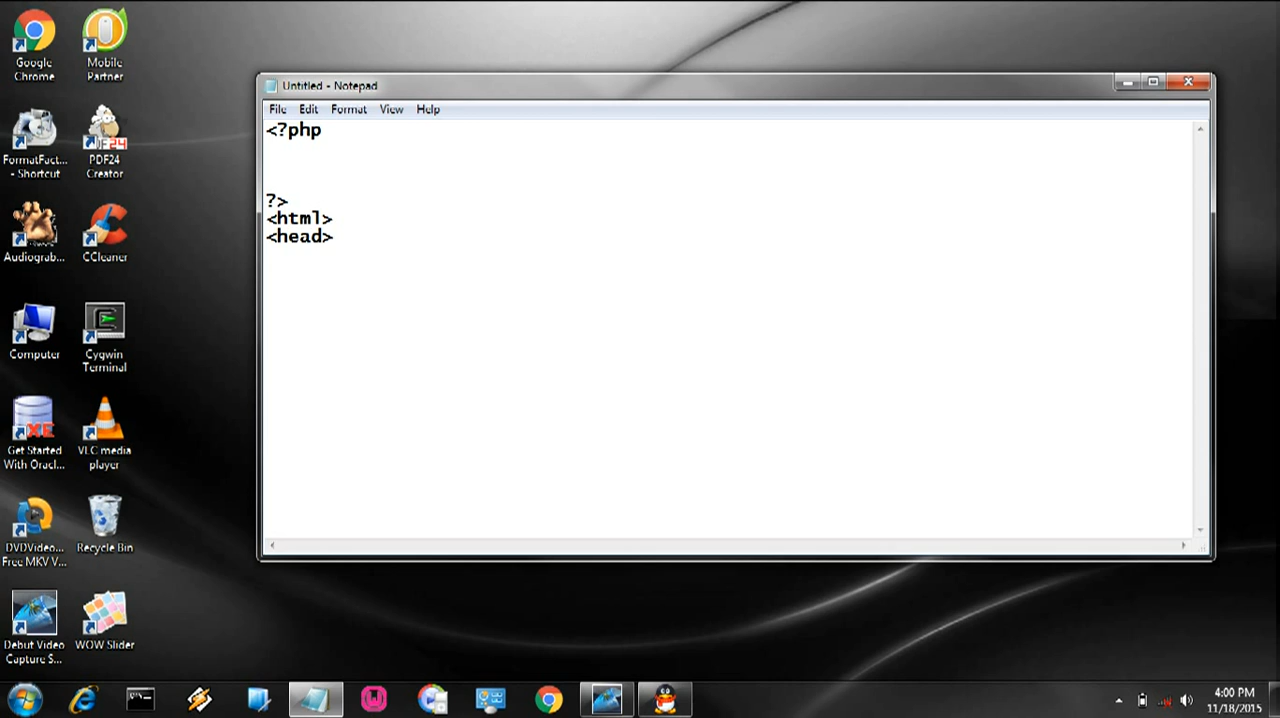 Google Chrome
Mobile Partner
FormatFact... - Shortcut
PDF24 Creator
Audiograb...
CCleaner
Computer
Cygwin Terminal
Get Started With Oracl...
VLC media player
DVDVideo... Free MKV V...
Recycle Bin
Debut Video Capture S...
WOW Slider
Untitled - Notepad
File Edit Format View Help
<?php
?>
<html>
<head>
4:00 PM
11/18/2015